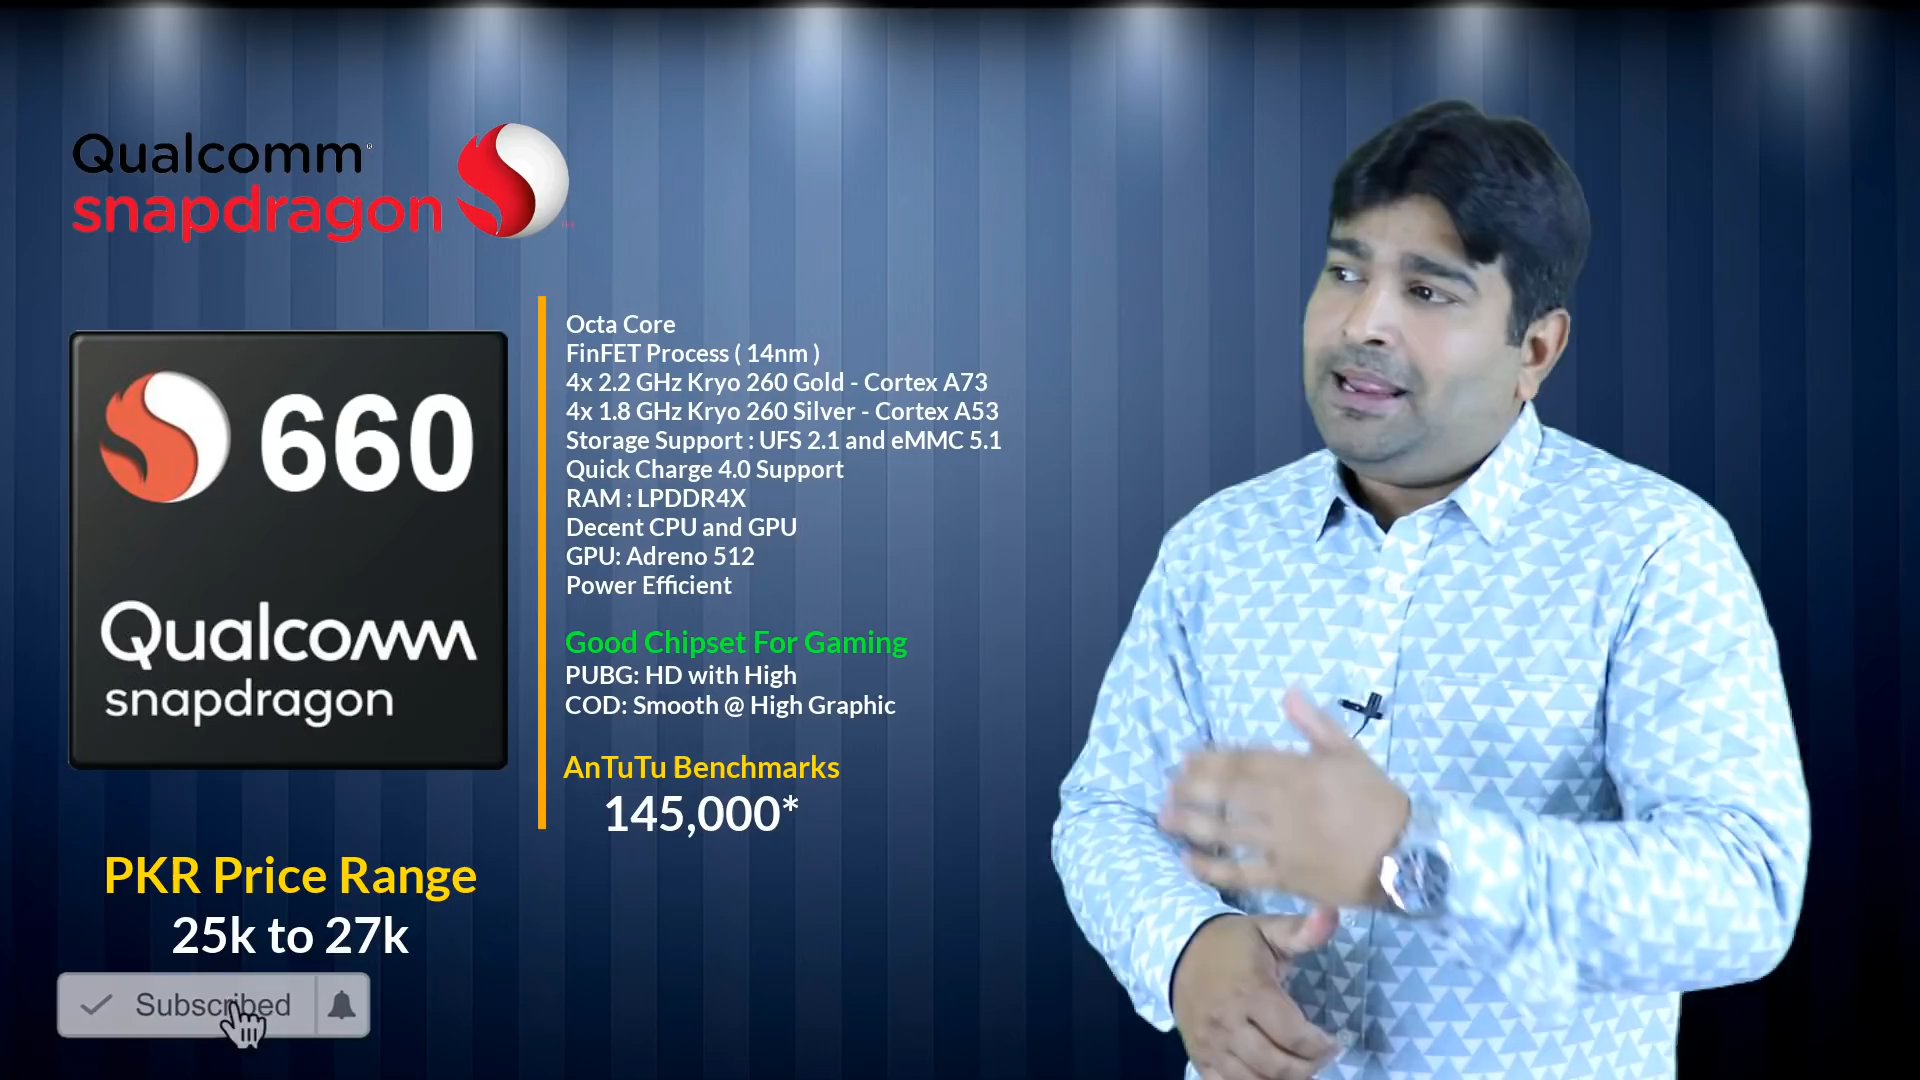 Qualcomm®
snapdragon
660
Qualcomm
snapdragon
Octa Core
FinFET Process ( 14nm )
4x 2.2 GHz Kryo 260 Gold - Cortex A73
4x 1.8 GHz Kryo 260 Silver - Cortex A53
Storage Support : UFS 2.1 and eMMC 5.1
Quick Charge 4.0 Support
RAM : LPDDR4X
Decent CPU and GPU
GPU: Adreno 512
Power Efficient
Good Chipset For Gaming
PUBG: HD with High
COD: Smooth @ High Graphic
AnTuTu Benchmarks
145,000*
PKR Price Range
25k to 27k
Subscribed